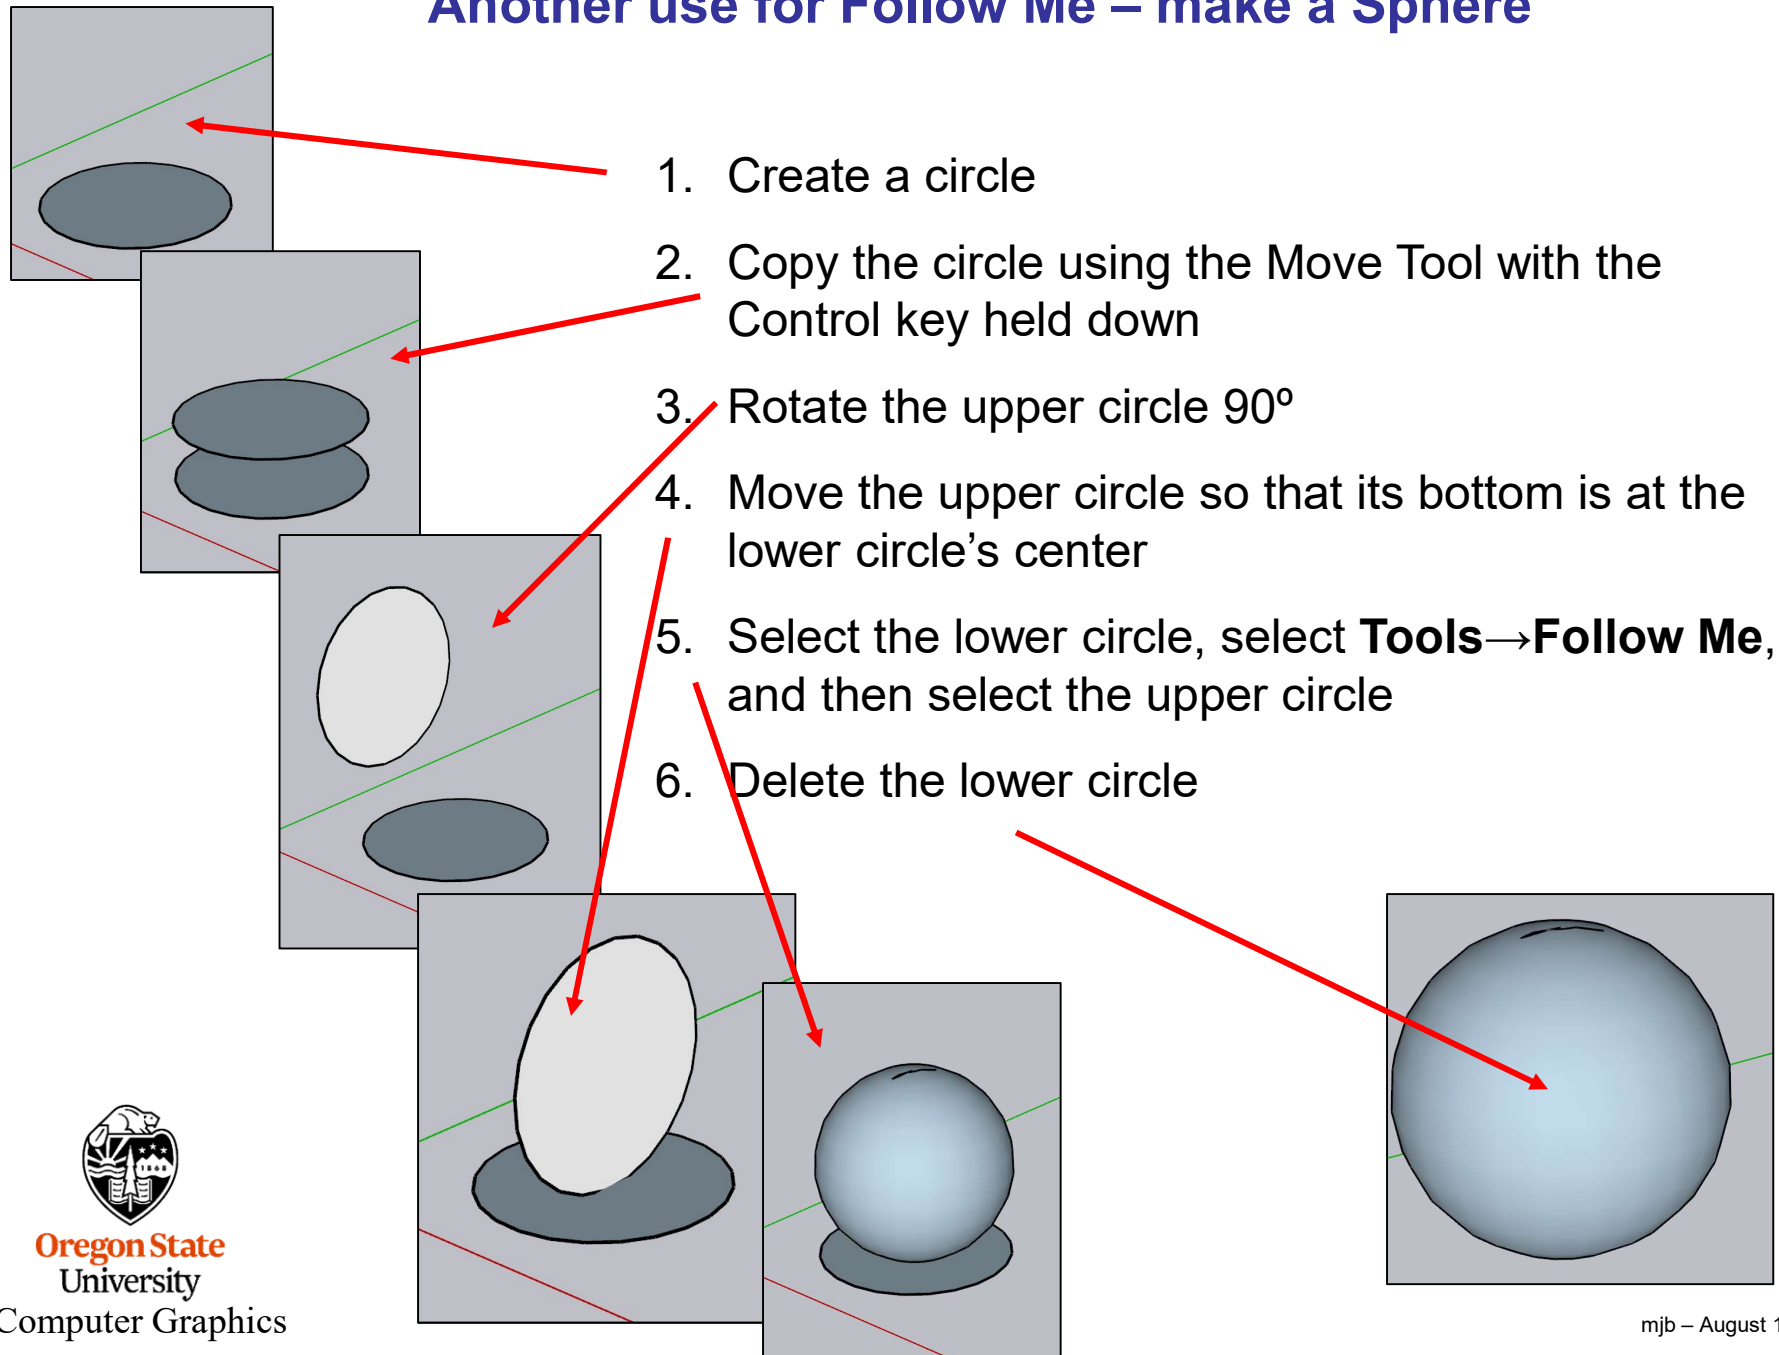 Another use for Follow Me – make a Sphere
1. Create a circle
2. Copy the circle using the Move Tool with the
Control key held down
3. Rotate the upper circle 90º
4. Move the upper circle so that its bottom is at the
lower circle’s center
5. Select the lower circle, select Tools→Follow Me,
and then select the upper circle
6. Delete the lower circle
1868
Oregon State
University
Computer Graphics
mjb – August 1